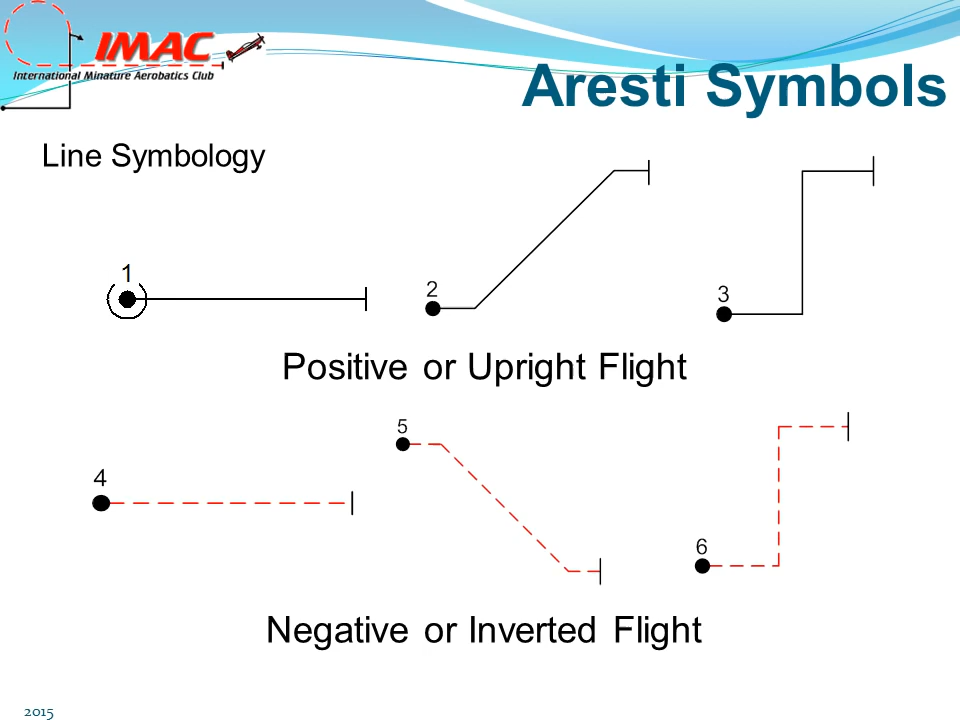 IMAC
International Minature Aerobatics Club
Aresti Symbols
Line Symbology
1
2
3
Positive or Upright Flight
4
5
6
Negative or Inverted Flight
2015